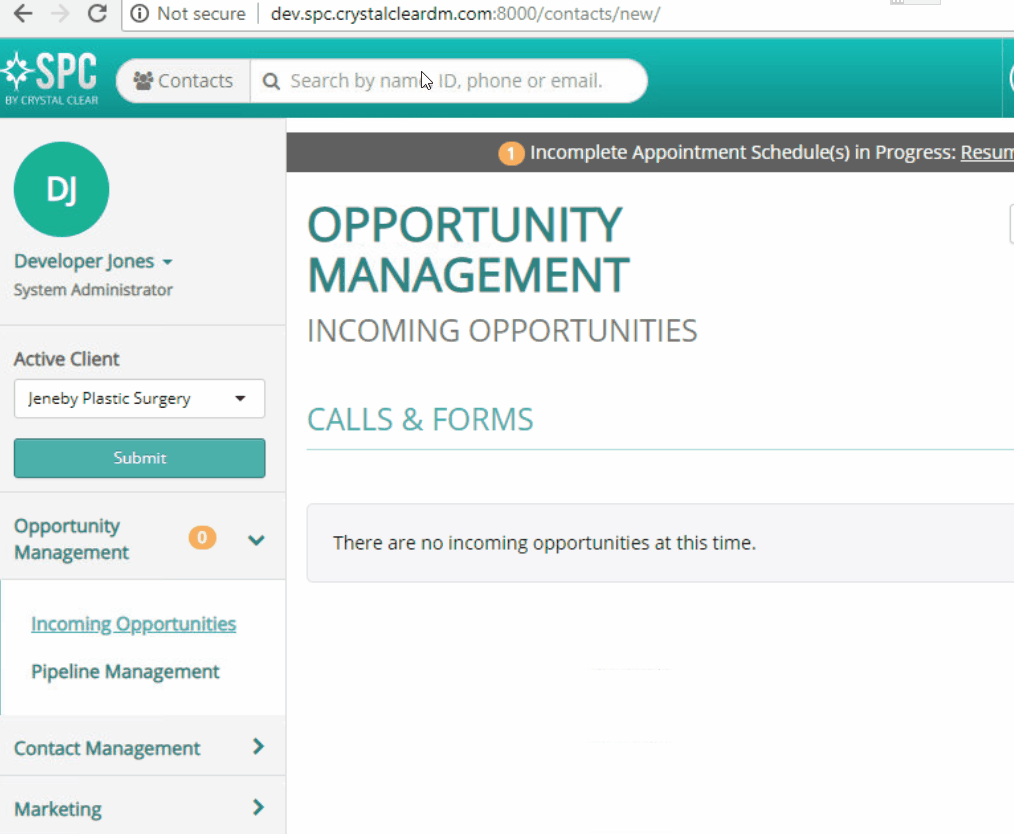 Not secure dev.spc.crystalcleardm.com:8000/contacts/new/
SPC
BY CRYSTAL CLEAR
Contacts
Search by name, ID, phone or email.
DJ
Developer Jones
System Administrator
Active Client
Jeneby Plastic Surgery
Submit
Opportunity
Management
0
Incoming Opportunities
Pipeline Management
Contact Management
Marketing
1 Incomplete Appointment Schedule(s) in Progress: Resum
OPPORTUNITY
MANAGEMENT
INCOMING OPPORTUNITIES
CALLS & FORMS
There are no incoming opportunities at this time.